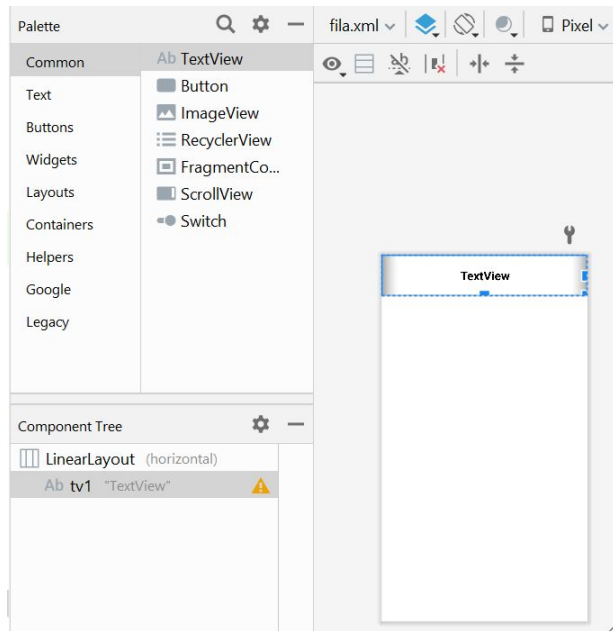 Palette
Common
Text
Buttons
Widgets
Layouts
Containers
Helpers
Google
Legacy
Ab TextView
Button
ImageView
RecyclerView
FragmentCo...
ScrollView
Switch
fila.xml
Pixel
ab
TextView
Component Tree
LinearLayout (horizontal)
Ab tv1 "TextView"